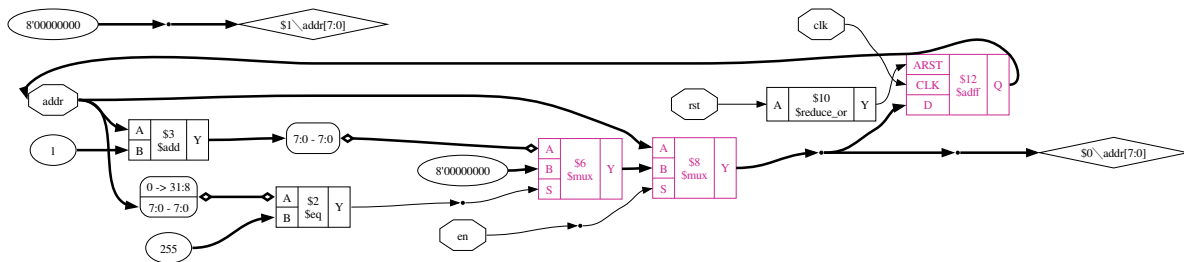 8'00000000
$1\addr[7:0]
clk
ARST
CLK
D
$12
$adff
Q
addr
rst
A
$10
$reduce_or
Y
A
B
$3
$add
Y
1
7:0 - 7:0
A
B
S
$6
$mux
Y
A
B
S
$8
$mux
Y
$0\addr[7:0]
8'00000000
0 -> 31:8
7:0 - 7:0
A
B
$2
$eq
Y
en
255